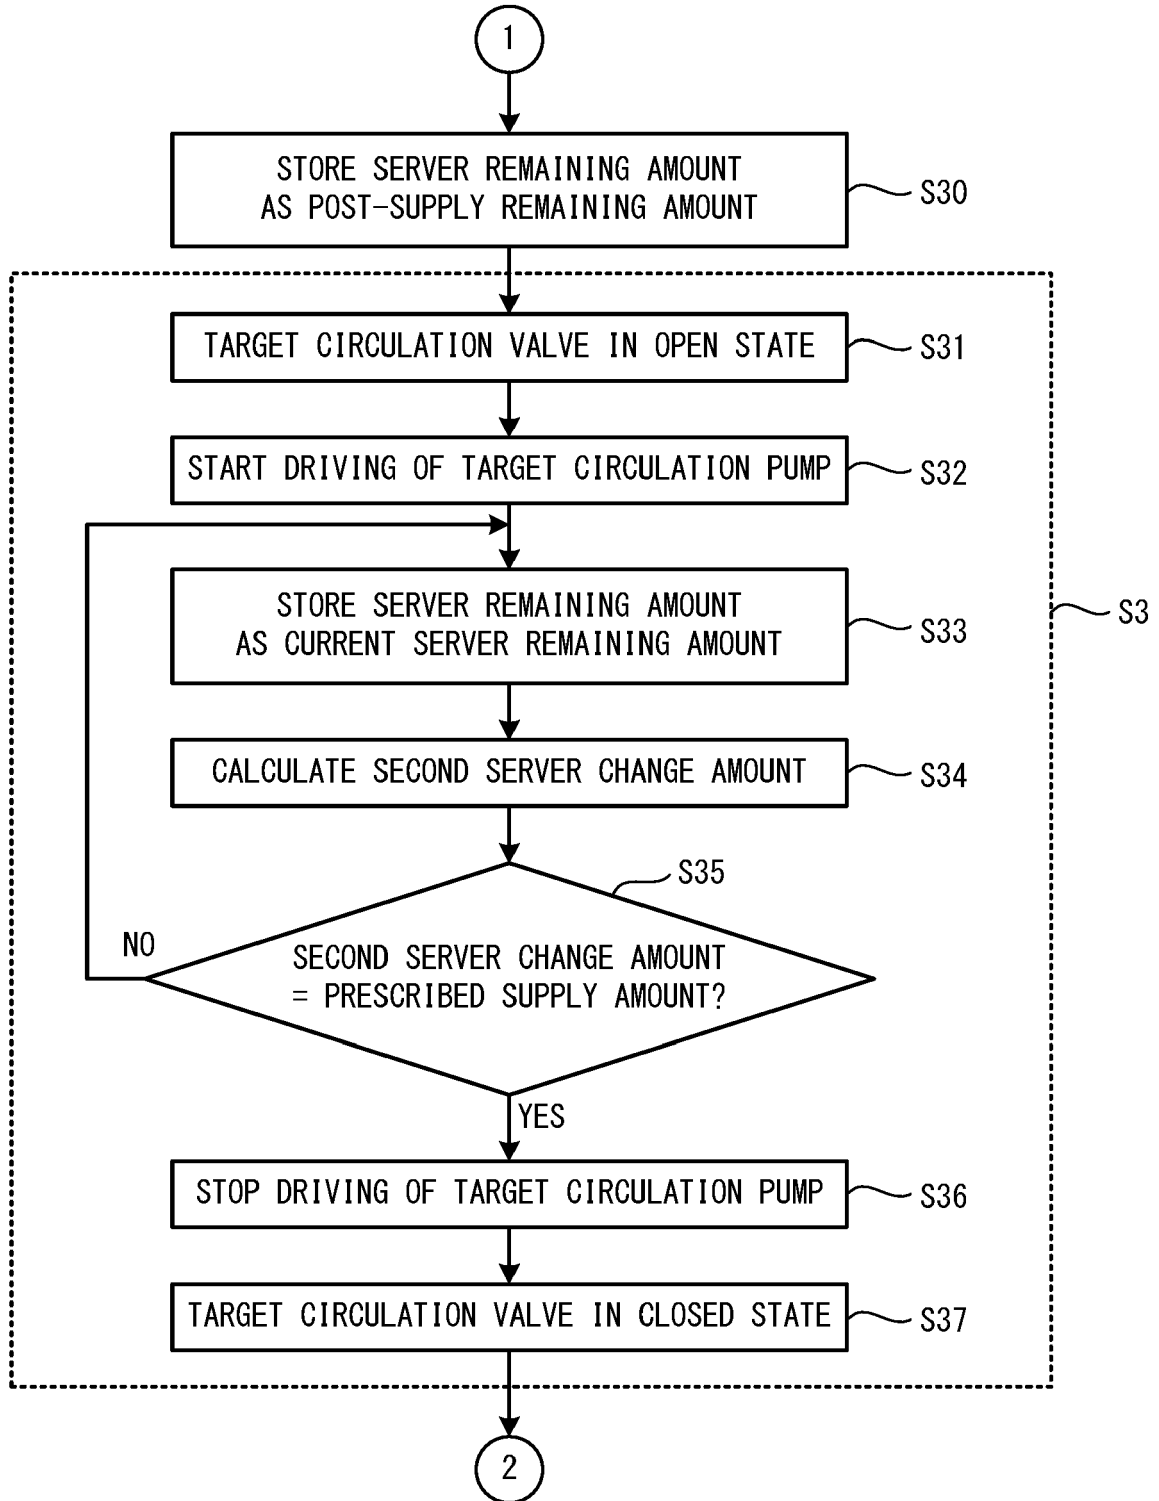 1
STORE SERVER REMAINING AMOUNT
AS POST-SUPPLY REMAINING AMOUNT
S30
TARGET CIRCULATION VALVE IN OPEN STATE
S31
START DRIVING OF TARGET CIRCULATION PUMP
S32
STORE SERVER REMAINING AMOUNT
AS CURRENT SERVER REMAINING AMOUNT
S33
S3
CALCULATE SECOND SERVER CHANGE AMOUNT
S34
S35
NO
SECOND SERVER CHANGE AMOUNT
= PRESCRIBED SUPPLY AMOUNT?
YES
STOP DRIVING OF TARGET CIRCULATION PUMP
S36
TARGET CIRCULATION VALVE IN CLOSED STATE
S37
2